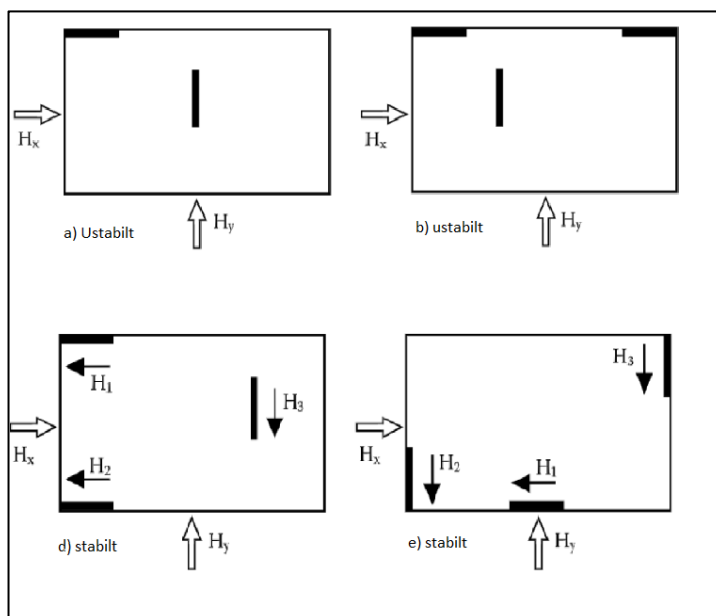 Hx
Hy
a) Ustabilt
Hx
Hy
b) ustabilt
H1
H3
Hx
H2
Hy
d) stabilt
H3
Hx
H2
H1
Hy
e) stabilt